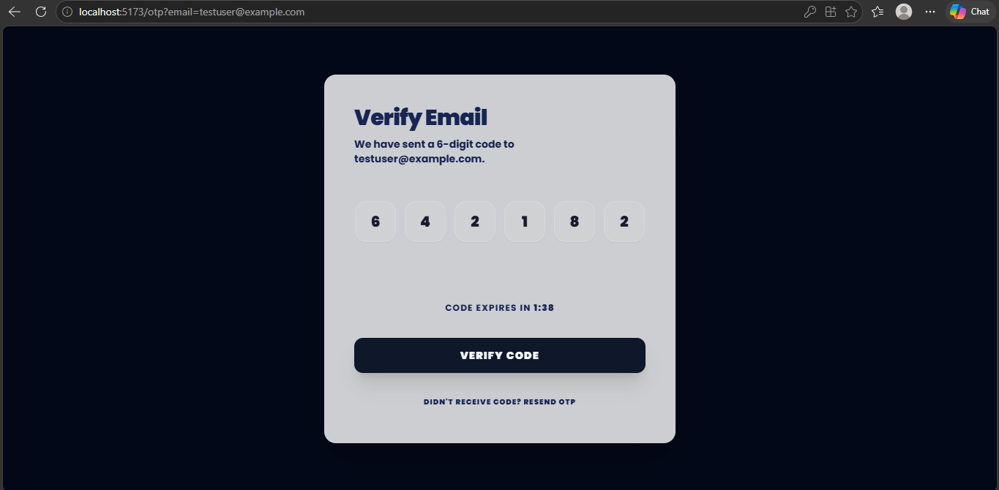 localhost:5173/otp?email=testuser@example.com
Chat
Verify Email
We have sent a 6-digit code to
testuser@example.com.
6 4 2 1 8 2
CODE EXPIRES IN 1:38
VERIFY CODE
DIDN'T RECEIVE CODE? RESEND OTP